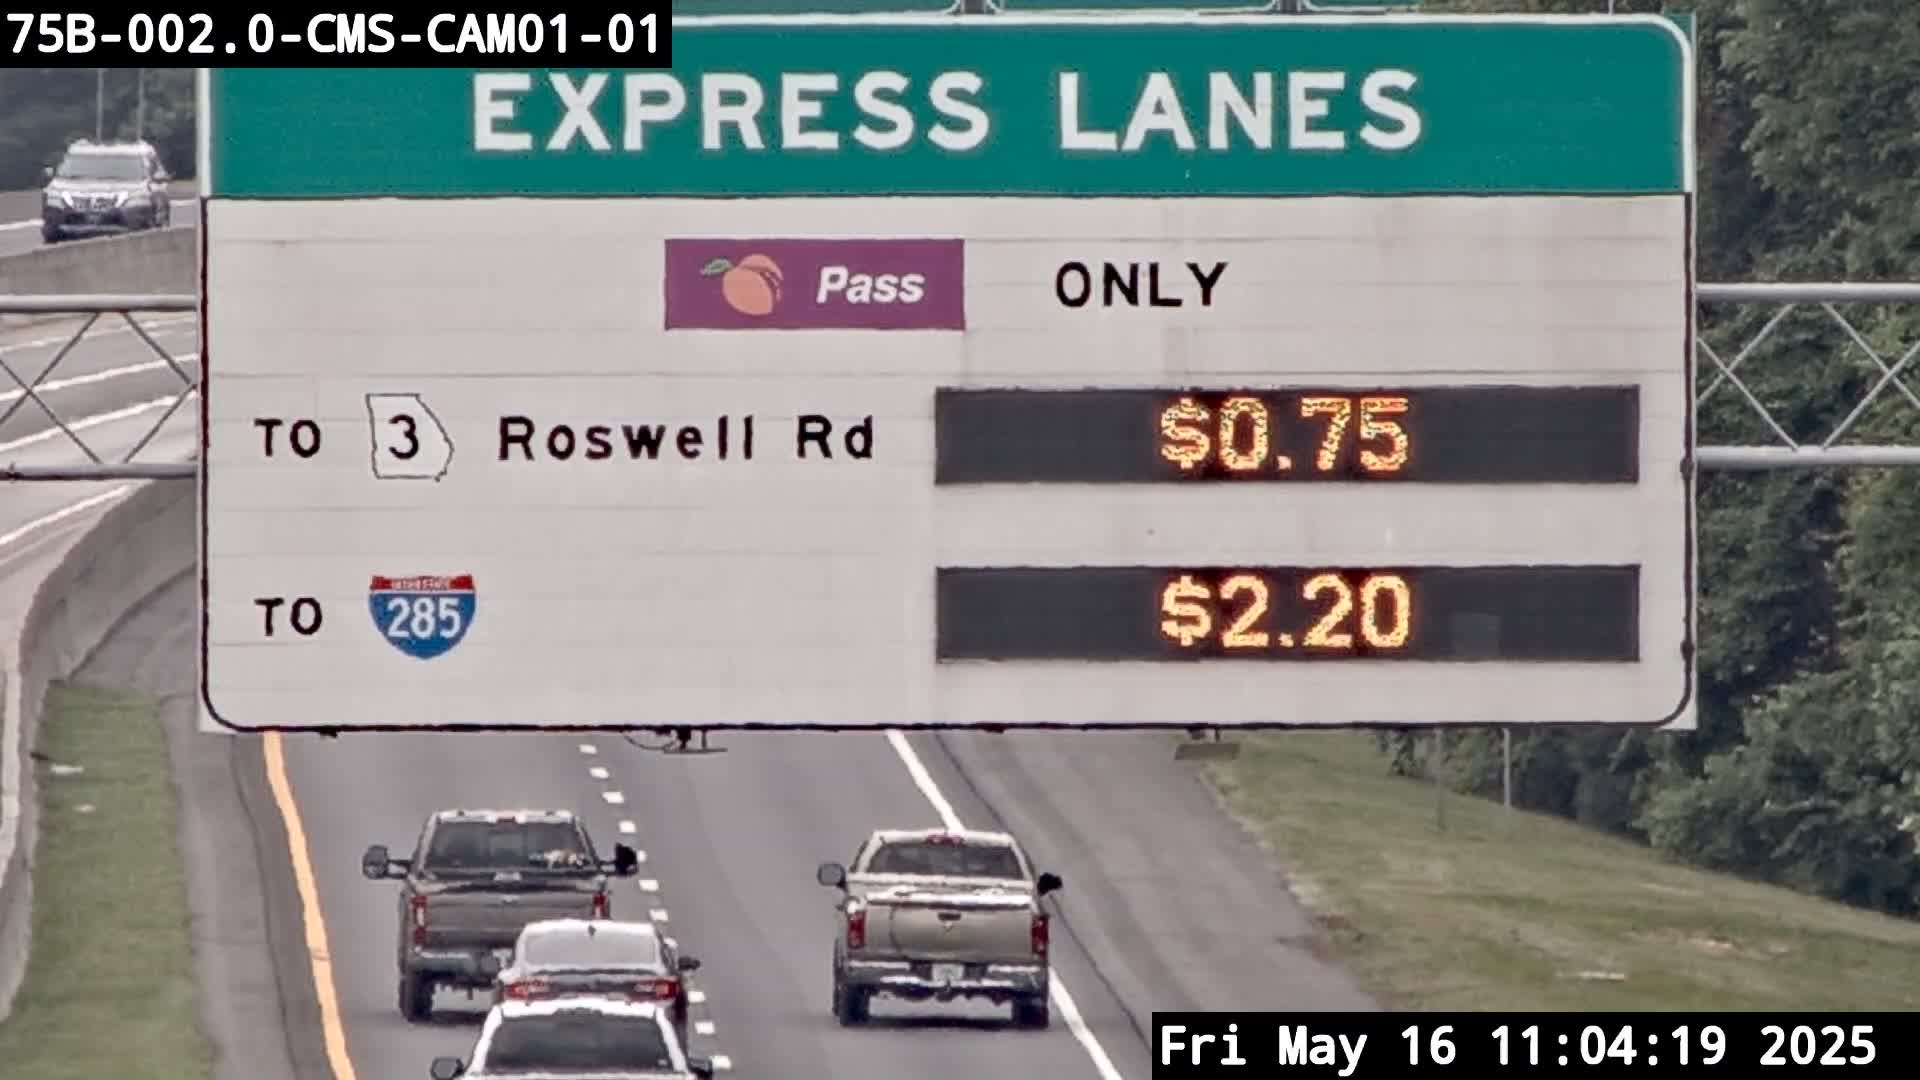 75B-002.0-CMS-CAM01-01
EXPRESS LANES
Pass ONLY
TO 3 Roswell Rd $0.75
TO INTERSTATE 285 $2.20
Fri May 16 11:04:19 2025